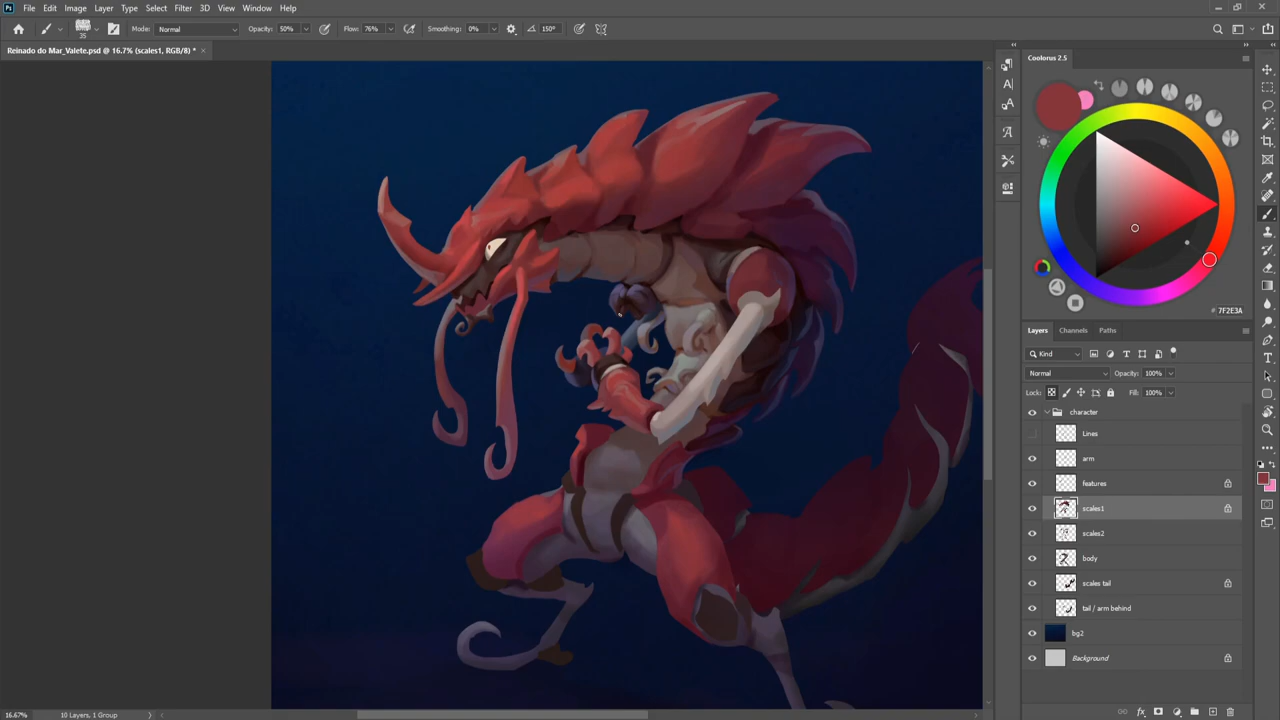 Ps File Edit Image Layer Type Select Filter 3D View Window Help
35 Mode: Normal Opacity: 50% Flow: 76% Smoothing: 0% 150°
Reinado do Mar_Valete.psd @ 16.7% (scales1, RGB/8) * ×
Coolorus 2.5
# 7F2E3A
Layers Channels Paths
Kind
Normal Opacity: 100%
Lock: Fill: 100%
character
Lines
arm
features
scales1
scales2
body
scales tail
tail / arm behind
bg2
Background
16.67% 10 Layers, 1 Group
fx